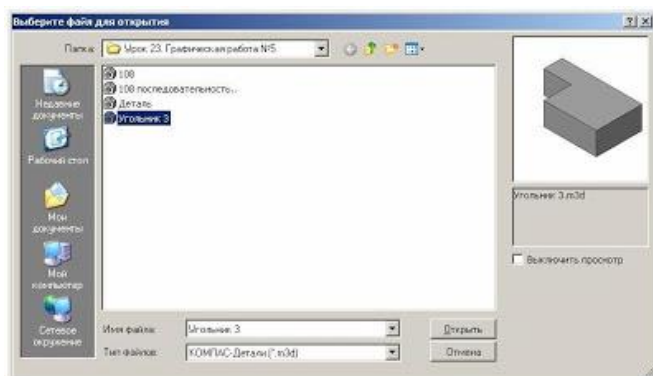 Выберите файл для открытия
Папка: Урок 23. Графическая работа №5
108
108 последовательность...
Деталь
Угольник 3
Недавние документы
Рабочий стол
Мои документы
Мой компьютер
Сетевое окружение
Угольник 3.m3d
Выключить просмотр
Имя файла: Угольник 3
Открыть
Тип файлов: КОМПАС-Детали (*.m3d)
Отмена